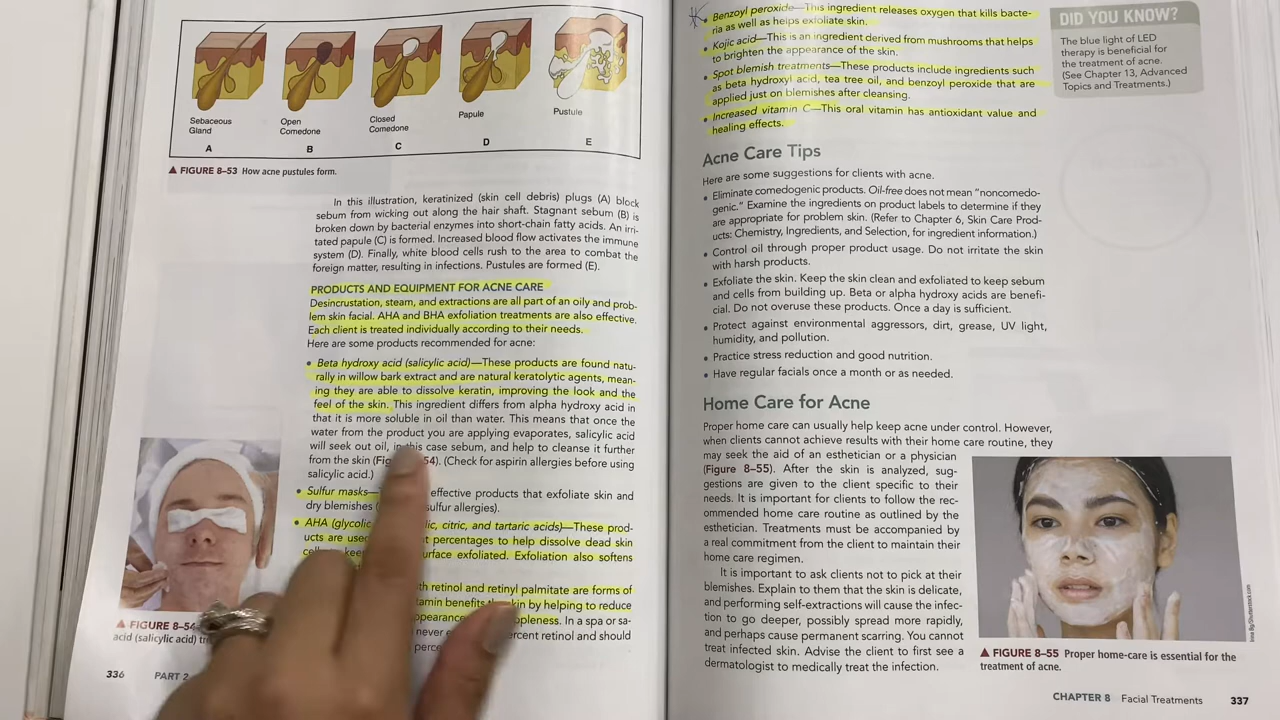 Sebaceous
Gland
Open
Comedone
Closed
Comedone
Papule
Pustule
A
B
C
D
E
▲ FIGURE 8–53 How acne pustules form.
In this illustration, keratinized (skin cell debris) plugs (A) block
sebum from wicking out along the hair shaft. Stagnant sebum (B) is
broken down by bacterial enzymes into short-chain fatty acids. An irri-
tated papule (C) is formed. Increased blood flow activates the immune
system (D). Finally, white blood cells rush to the area to combat the
foreign matter, resulting in infections. Pustules are formed (E).
PRODUCTS AND EQUIPMENT FOR ACNE CARE
Desincrustation, steam, and extractions are all part of an oily and prob-
lem skin facial. AHA and BHA exfoliation treatments are also effective.
Each client is treated individually according to their needs.
Here are some products recommended for acne:
• Beta hydroxy acid (salicylic acid)—These products are found natu-
rally in willow bark extract and are natural keratolytic agents, mean-
ing they are able to dissolve keratin, improving the look and the
feel of the skin. This ingredient differs from alpha hydroxy acid in
that it is more soluble in oil than water. This means that once the
water from the product you are applying evaporates, salicylic acid
will seek out oil, in this case sebum, and help to cleanse it further
from the skin 54). (Check for aspirin allergies before using
salicylic acid.)
• Sulfur masks— effective products that exfoliate skin and
dry blemishes sulfur allergies).
• AHA (glycolic citric, and tartaric acids)—These prod-
ucts are percentages to help dissolve dead skin
surface exfoliated. Exfoliation also softens
retinol and retinyl palmitate are forms of
benefits skin by helping to reduce
In a spa or sa-
never retinol and should
▲ FIGURE 8–54
acid (salicylic acid)
336 PART 2
• Benzoyl peroxide—This ingredient releases oxygen that kills bacte-
ria as well as helps exfoliate skin.
• Kojic acid—This is an ingredient derived from mushrooms that helps
to brighten the appearance of the skin.
• Spot blemish treatments—These products include ingredients such
as beta hydroxyl acid, tea tree oil, and benzoyl peroxide that are
applied just on blemishes after cleansing.
• Increased vitamin C—This oral vitamin has antioxidant value and
healing effects.
DID YOU KNOW?
The blue light of LED
therapy is beneficial for
the treatment of acne.
(See Chapter 13, Advanced
Topics and Treatments.)
Acne Care Tips
Here are some suggestions for clients with acne.
• Eliminate comedogenic products. Oil-free does not mean “noncomedo-
genic.” Examine the ingredients on product labels to determine if they
are appropriate for problem skin. (Refer to Chapter 6, Skin Care Prod-
ucts: Chemistry, Ingredients, and Selection, for ingredient information.)
• Control oil through proper product usage. Do not irritate the skin
with harsh products.
• Exfoliate the skin. Keep the skin clean and exfoliated to keep sebum
and cells from building up. Beta or alpha hydroxy acids are benefi-
cial. Do not overuse these products. Once a day is sufficient.
• Protect against environmental aggressors, dirt, grease, UV light,
humidity, and pollution.
• Practice stress reduction and good nutrition.
• Have regular facials once a month or as needed.
Home Care for Acne
Proper home care can usually help keep acne under control. However,
when clients cannot achieve results with their home care routine, they
may seek the aid of an esthetician or a physician
(Figure 8–55). After the skin is analyzed, sug-
gestions are given to the client specific to their
needs. It is important for clients to follow the rec-
ommended home care routine as outlined by the
esthetician. Treatments must be accompanied by
a real commitment from the client to maintain their
home care regimen.
It is important to ask clients not to pick at their
blemishes. Explain to them that the skin is delicate,
and performing self-extractions will cause the infec-
tion to go deeper, possibly spread more rapidly,
and perhaps cause permanent scarring. You cannot
treat infected skin. Advise the client to first see a
dermatologist to medically treat the infection.
▲ FIGURE 8–55 Proper home-care is essential for the
treatment of acne.
CHAPTER 8 Facial Treatments 337